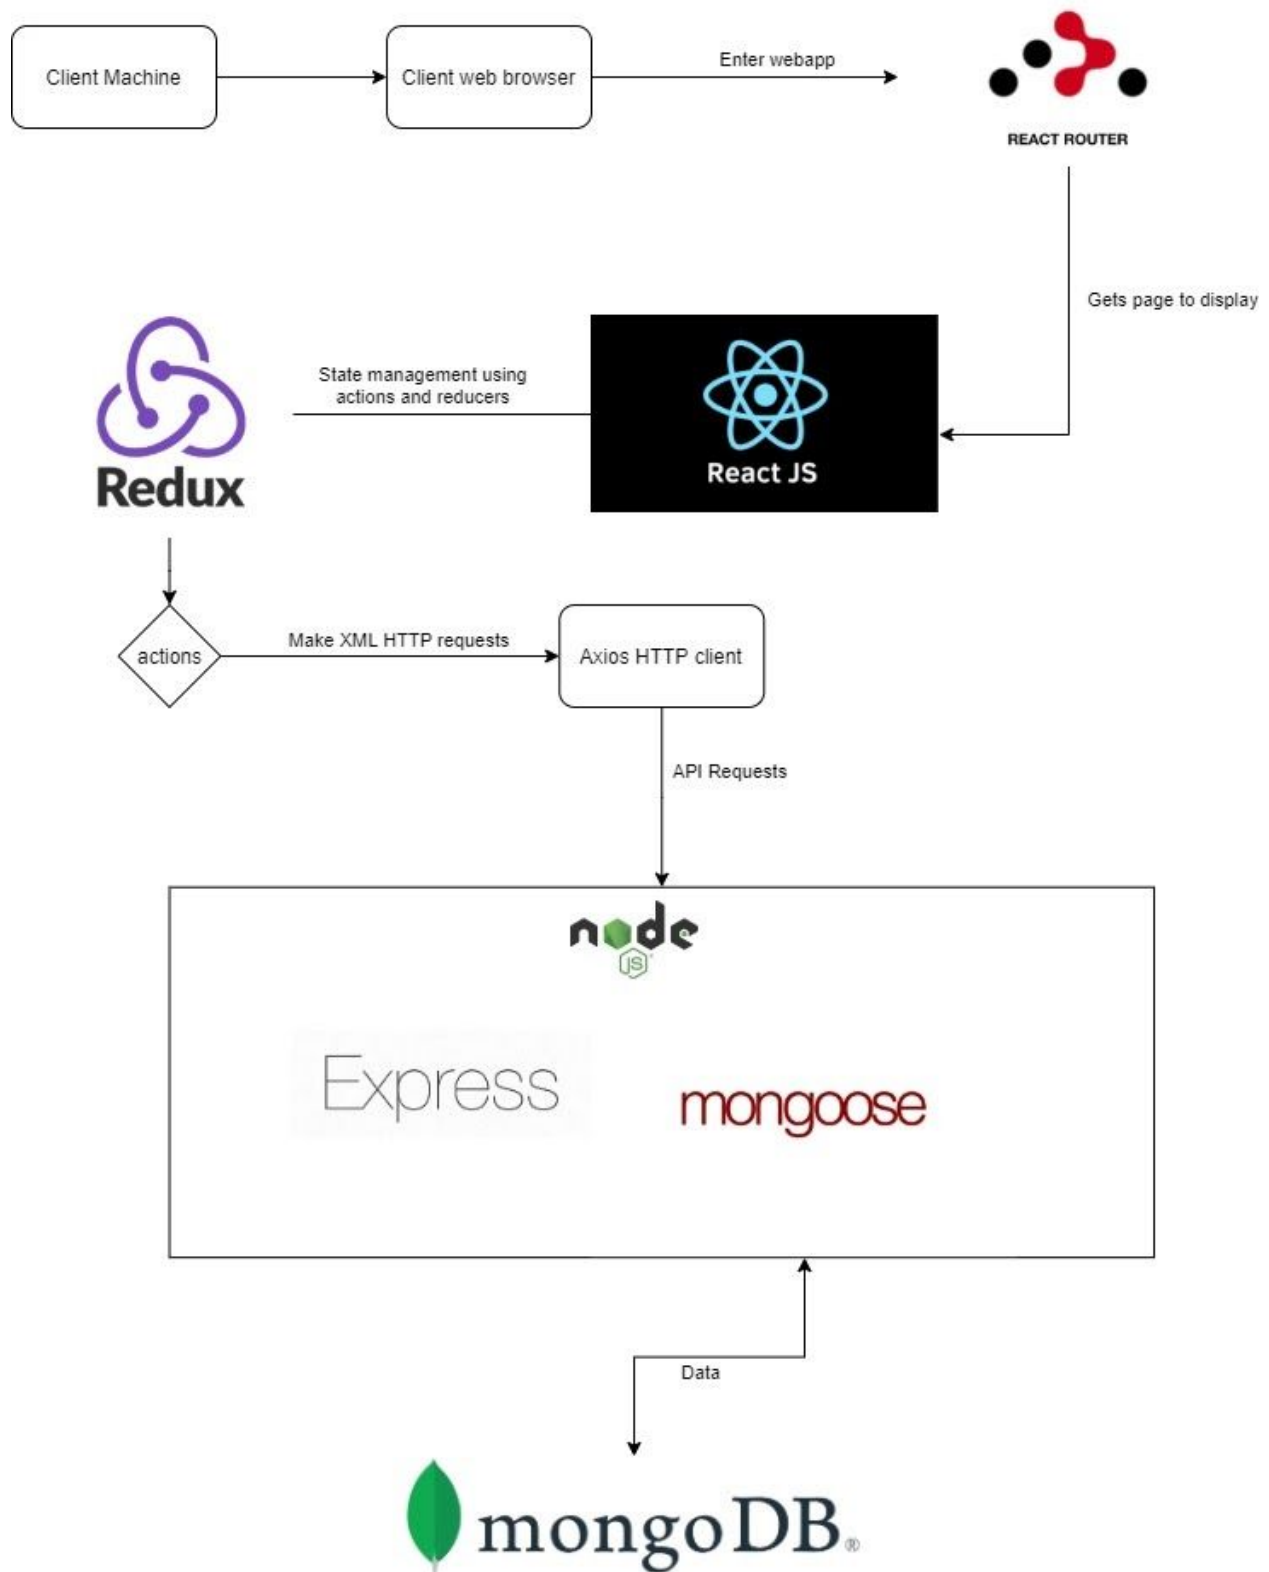 Client Machine
Client web browser
Enter webapp
REACT ROUTER
Gets page to display
State management using
actions and reducers
Redux
React JS
actions
Make XML HTTP requests
Axios HTTP client
API Requests
node
JS
Express
mongoose
Data
mongoDB®